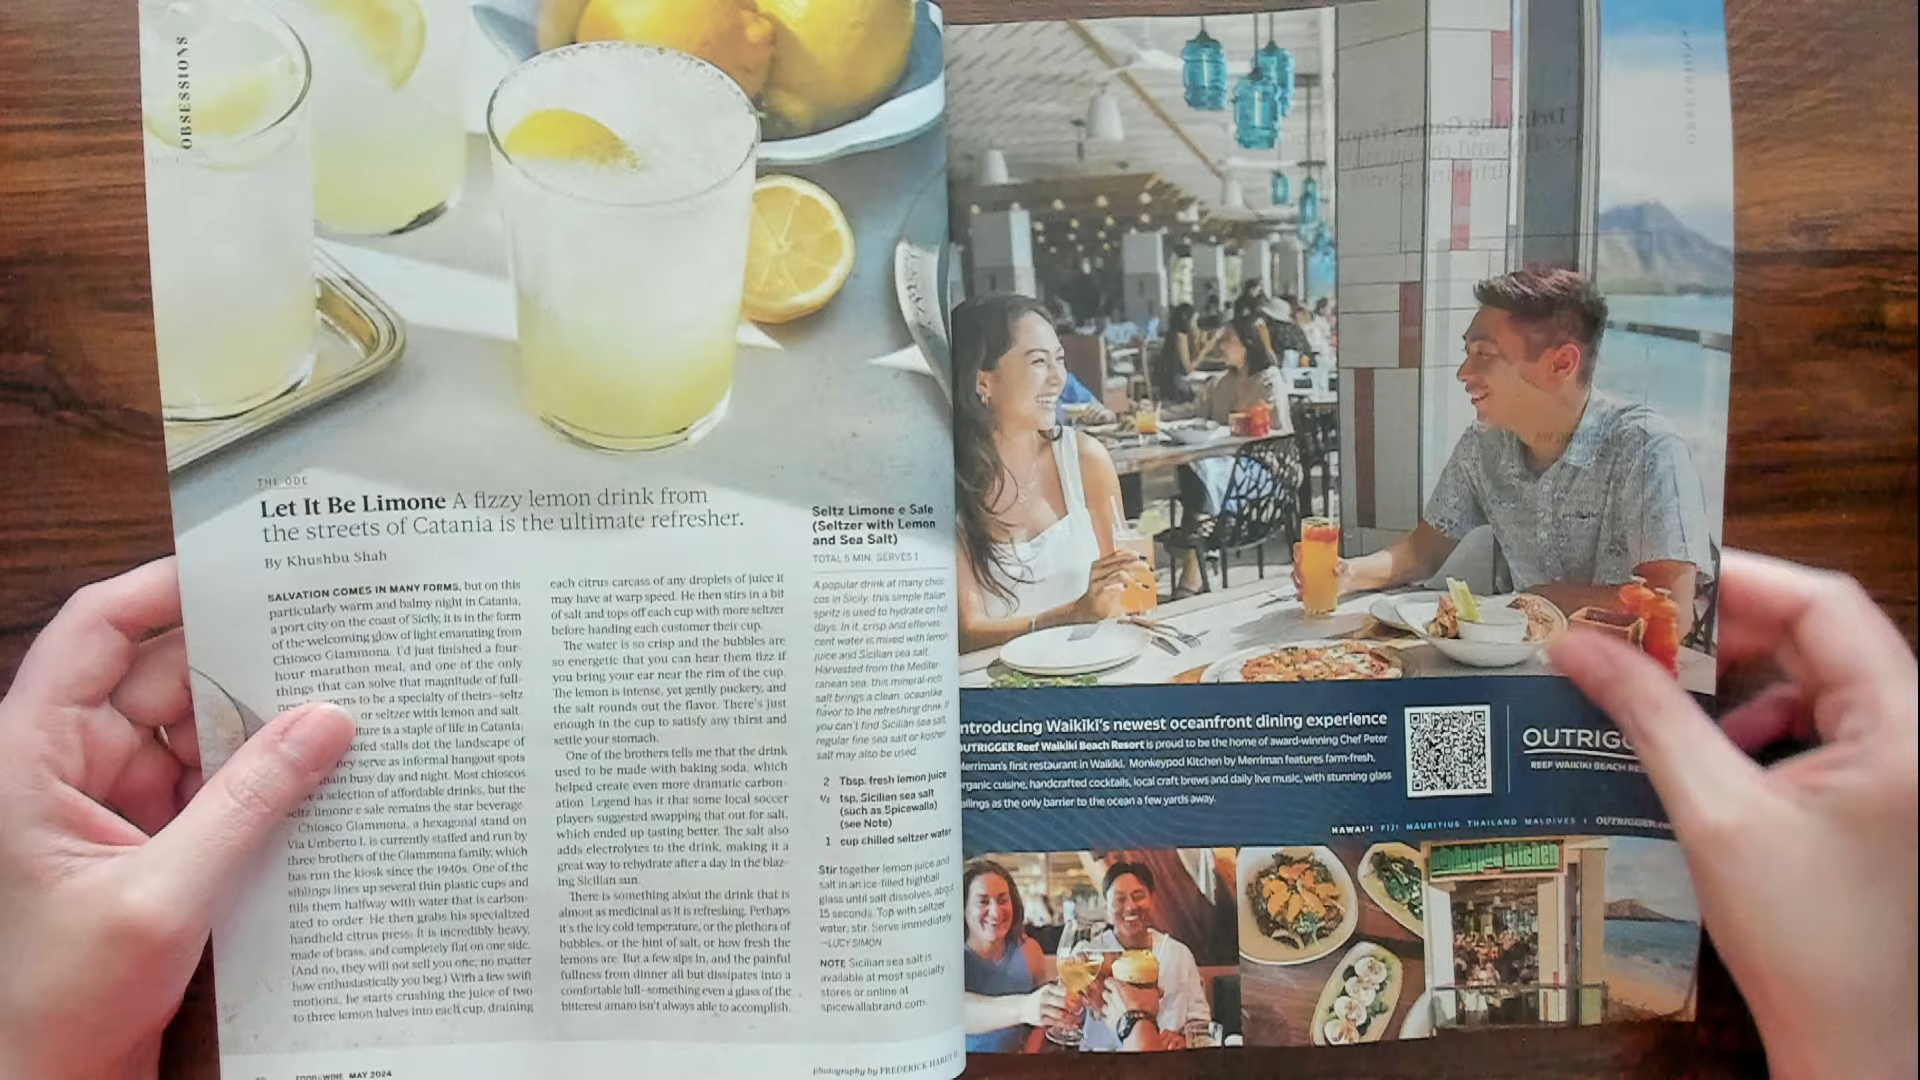 OBSESSIONS
THE ODE
Let It Be Limone A fizzy lemon drink from
the streets of Catania is the ultimate refresher.
By Khushbu Shah
SALVATION COMES IN MANY FORMS, but on this
particularly warm and balmy night in Catania,
a port city on the coast of Sicily, it is in the form
of the welcoming glow of light emanating from
Chiosco Giammona. I'd just finished a four-
hour marathon meal, and one of the only
things that can solve that magnitude of full-
ens to be a specialty of theirs—seltz
or seltzer with lemon and salt.
lture is a staple of life in Catania;
oofed stalls dot the landscape of
hey serve as informal hangout spots
main busy day and night. Most chioscos
a selection of affordable drinks, but the
seltz limone e sale remains the star beverage.
Chiosco Giammona, a hexagonal stand on
Via Umberto I, is currently staffed and run by
three brothers of the Giammona family, which
has run the kiosk since the 1940s. One of the
siblings lines up several thin plastic cups and
fills them halfway with water that is carbon-
ated to order. He then grabs his specialized
handheld citrus press; it is incredibly heavy,
made of brass, and completely flat on one side.
(And no, they will not sell you one, no matter
how enthusiastically you beg.) With a few swift
motions, he starts crushing the juice of two
to three lemon halves into each cup, draining
each citrus carcass of any droplets of juice it
may have at warp speed. He then stirs in a bit
of salt and tops off each cup with more seltzer
before handing each customer their cup.
The water is so crisp and the bubbles are
so energetic that you can hear them fizz if
you bring your ear near the rim of the cup.
The lemon is intense, yet gently puckery, and
the salt rounds out the flavor. There's just
enough in the cup to satisfy any thirst and
settle your stomach.
One of the brothers tells me that the drink
used to be made with baking soda, which
helped create even more dramatic carbon-
ation. Legend has it that some local soccer
players suggested swapping that out for salt,
which ended up tasting better. The salt also
adds electrolytes to the drink, making it a
great way to rehydrate after a day in the blaz-
ing Sicilian sun.
There is something about the drink that is
almost as medicinal as it is refreshing. Perhaps
it's the icy cold temperature, or the plethora of
bubbles, or the hint of salt, or how fresh the
lemons are. But a few sips in, and the painful
fullness from dinner all but dissipates into a
comfortable lull—something even a glass of the
bitterest amaro isn't always able to accomplish.
Seltz Limone e Sale
(Seltzer with Lemon
and Sea Salt)
TOTAL 5 MIN; SERVES 1
A popular drink at many chios-
cos in Sicily, this simple Italian
spritz is used to hydrate on hot
days. In it, crisp and efferves-
cent water is mixed with lemon
juice and Sicilian sea salt.
Harvested from the Mediter-
ranean sea, this mineral-rich
salt brings a clean, oceanlike
flavor to the refreshing drink. If
you can't find Sicilian sea salt,
regular fine sea salt or kosher
salt may also be used.
2 Tbsp. fresh lemon juice
½ tsp. Sicilian sea salt
(such as Spicewalla)
(see Note)
1 cup chilled seltzer water
Stir together lemon juice and
salt in an ice-filled highball
glass until salt dissolves, about
15 seconds. Top with seltzer
water; stir. Serve immediately.
—LUCY SIMON
NOTE Sicilian sea salt is
available at most specialty
stores or online at
spicewallabrand.com.
FOOD & WINE MAY 2024
photography by FREDERICK HARDY II
ntroducing Waikiki's newest oceanfront dining experience
OUTRIGGER Reef Waikiki Beach Resort is proud to be the home of award-winning Chef Peter
Merriman's first restaurant in Waikiki. Monkeypod Kitchen by Merriman features farm-fresh,
organic cuisine, handcrafted cocktails, local craft brews and daily live music, with stunning glass
ailings as the only barrier to the ocean a few yards away.
OUTRIGG
REEF WAIKIKI BEACH RE
HAWAI'I FIJI MAURITIUS THAILAND MALDIVES | OUTRIGGER.co
monkeypod kitchen